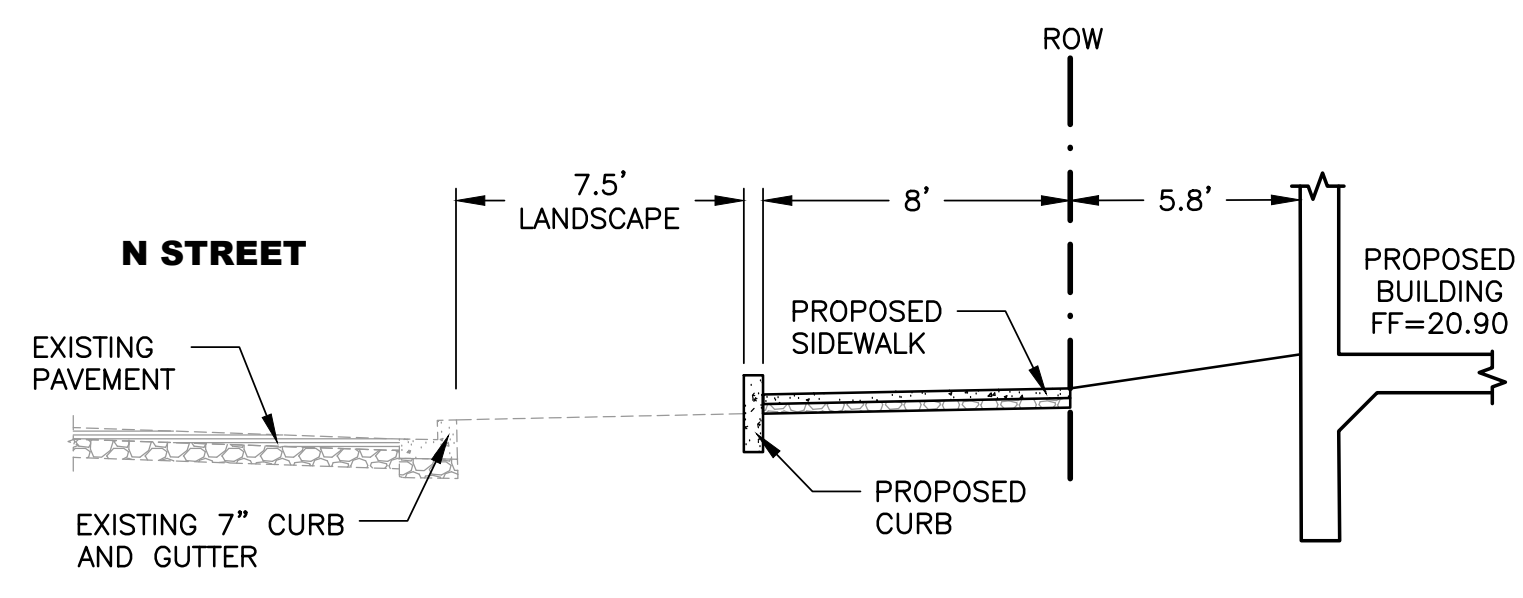 ROW
7.5'
LANDSCAPE
8'
5.8'
N STREET
PROPOSED
BUILDING
FF=20.90
PROPOSED
SIDEWALK
EXISTING
PAVEMENT
PROPOSED
CURB
EXISTING 7" CURB
AND GUTTER